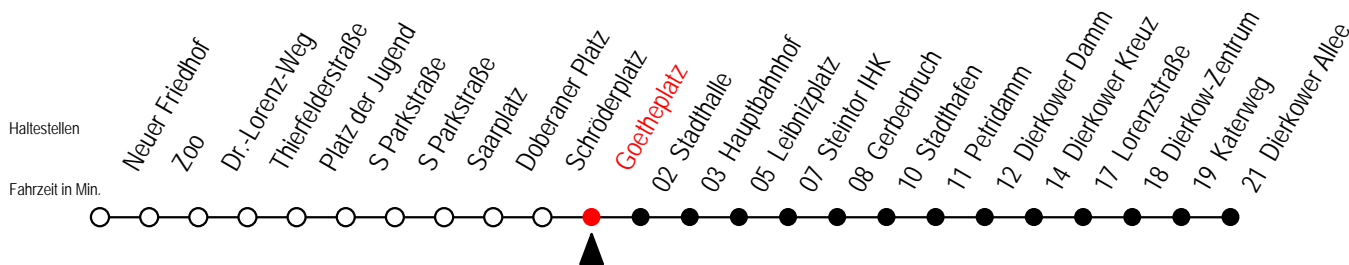 Haltestellen
Fahrzeit in Min.
Neuer Friedhof
Zoo
Dr.-Lorenz-Weg
Thierfelderstraße
Platz der Jugend
S Parkstraße
S Parkstraße
Saarplatz
Doberaner Platz
Schröderplatz
Goetheplatz
02 Stadthalle
03 Hauptbahnhof
05 Leibnizplatz
07 Steintor IHK
08 Gerberbruch
10 Stadthafen
11 Petridamm
12 Dierkower Damm
14 Dierkower Kreuz
17 Lorenzstraße
18 Dierkow-Zentrum
19 Katerweg
21 Dierkower Allee